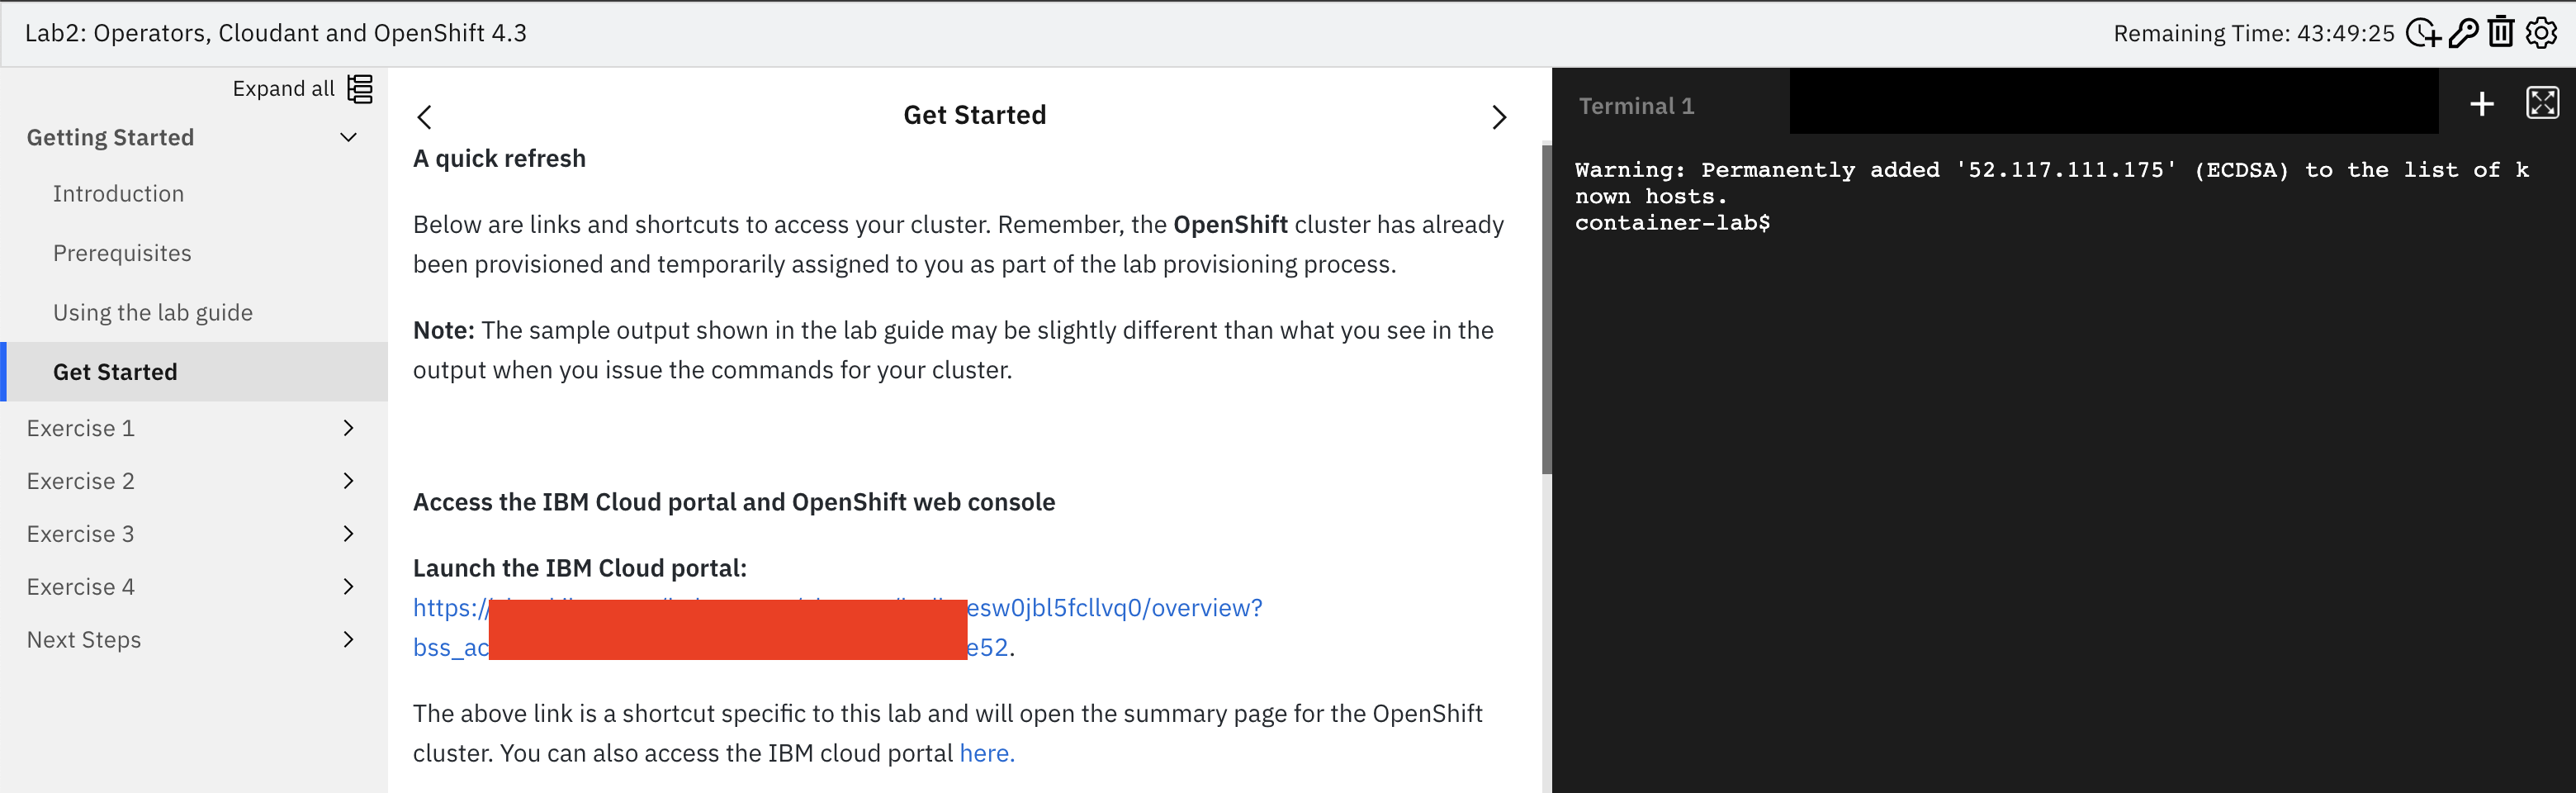 Lab2: Operators, Cloudant and OpenShift 4.3
Remaining Time: 43:49:25
Expand all
Getting Started
Introduction
Prerequisites
Using the lab guide
Get Started
Exercise 1
Exercise 2
Exercise 3
Exercise 4
Next Steps
Get Started
A quick refresh
Below are links and shortcuts to access your cluster. Remember, the OpenShift cluster has already
been provisioned and temporarily assigned to you as part of the lab provisioning process.
Note: The sample output shown in the lab guide may be slightly different than what you see in the
output when you issue the commands for your cluster.
Access the IBM Cloud portal and OpenShift web console
Launch the IBM Cloud portal:
https:// esw0jbl5fcllvq0/overview?
bss_ac e52.
The above link is a shortcut specific to this lab and will open the summary page for the OpenShift
cluster. You can also access the IBM cloud portal here.
Terminal 1
Warning: Permanently added '52.117.111.175' (ECDSA) to the list of k
nown hosts.
container-lab$